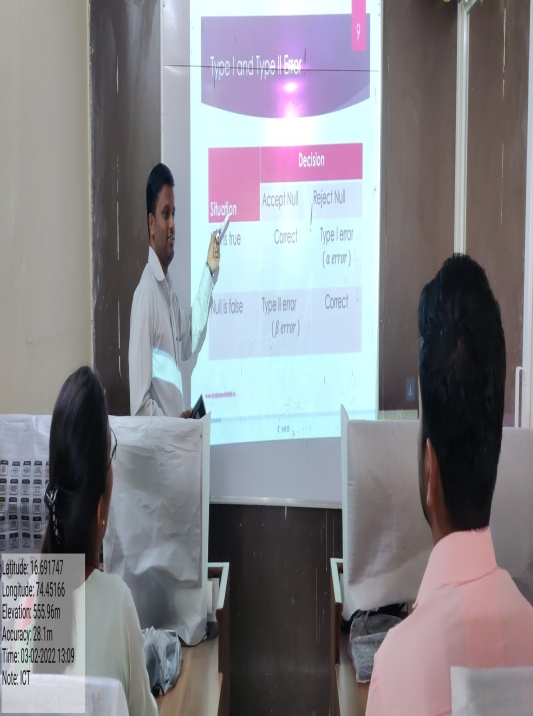 9
Type I and Type II Error
Decision
Situation
Accept Null
Reject Null
is true
Correct
Type I error
(α error)
Null is false
Type II error
Correct
(β error)
Latitude: 16.691747
Longitude: 74.45166
Elevation: 555.96m
Accuracy: 28.1m
Time: 03-02-2022 13:09
Note: ICT